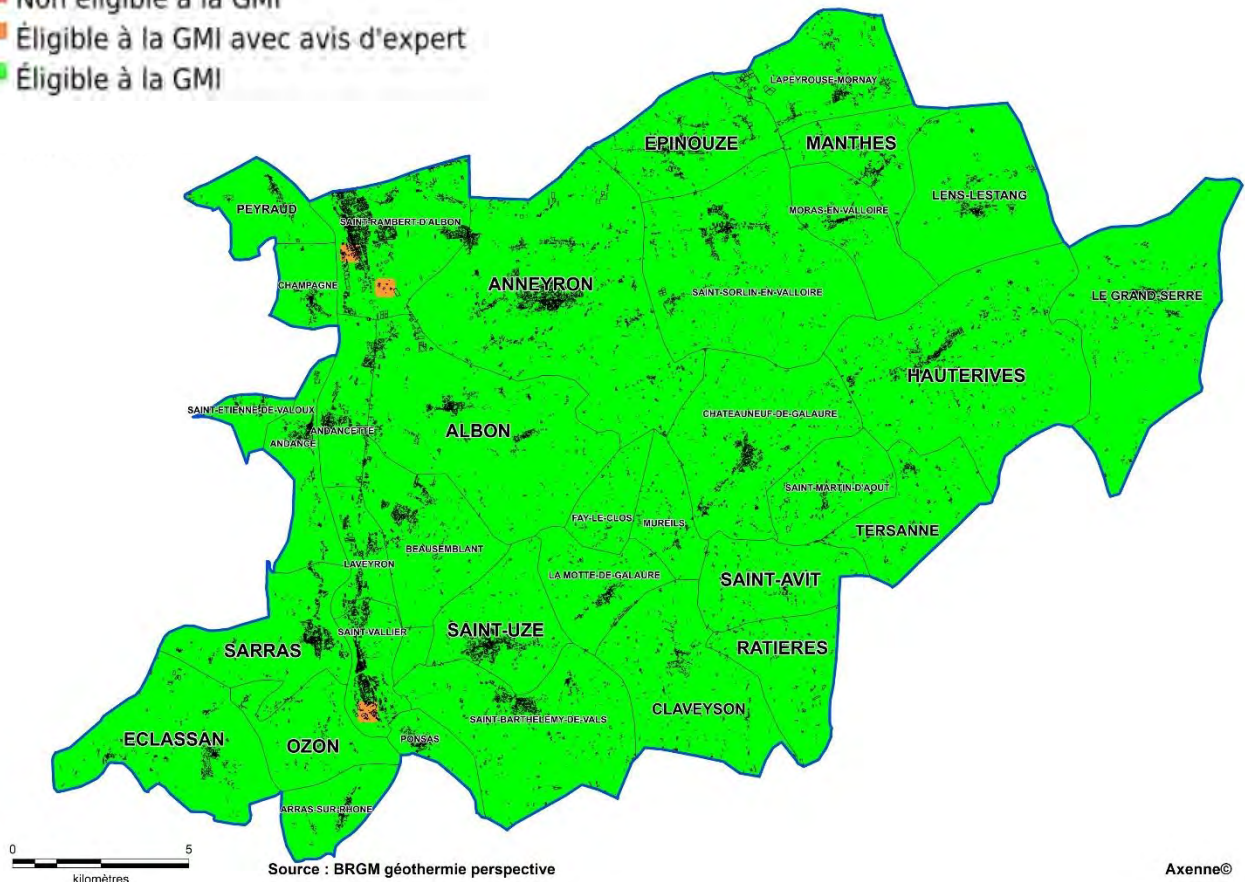 Non éligible à la GMI
Éligible à la GMI avec avis d'expert
Éligible à la GMI
LAPEYROUSE-MORNAY
EPINOUZE
MANTHES
LENS-LESTANG
PEYRAUD
SAINT-RAMBERT-D'ALBON
MORAS-EN-VALLOIRE
CHAMPAGNE
ANNEYRON
SAINT-SORLIN-EN-VALLOIRE
LE GRAND-SERRE
HAUTERIVES
SAINT-ETIENNE-DE-VALOUX
ANDANCETTE
ANDANCE
ALBON
CHATEAUNEUF-DE-GALAURE
SAINT-MARTIN-D'AOUT
FAY-LE-CLOS
MUREILS
TERSANNE
BEAUSEMBLANT
LAVEYRON
LA MOTTE-DE-GALAURE
SAINT-AVIT
SAINT-VALLIER
SAINT-UZE
SARRAS
RATIERES
CLAVEYSON
SAINT-BARTHELEMY-DE-VALS
ECLASSAN
OZON
PONSAS
ARRAS-SUR-RHONE
0 5
kilomètres
Source : BRGM géothermie perspective
Axenne©